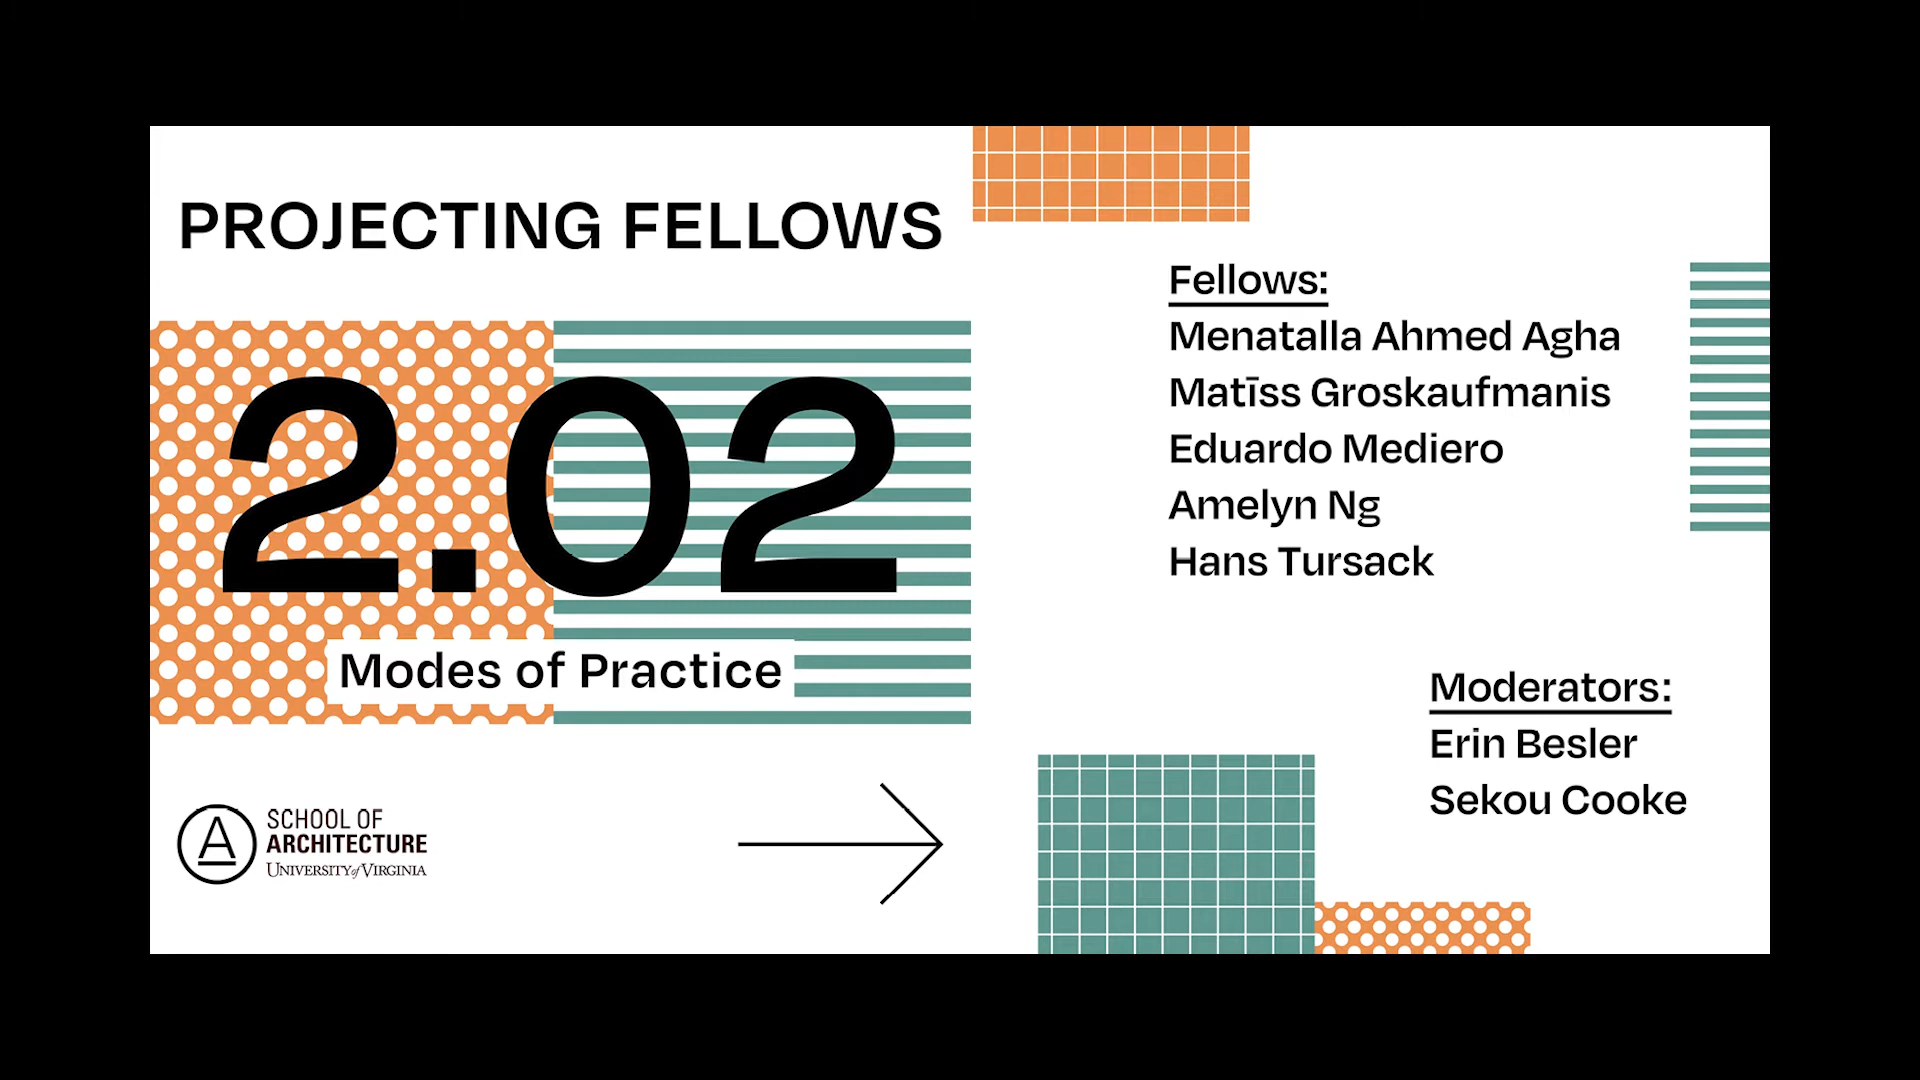 PROJECTING FELLOWS
2.02
Modes of Practice
A
SCHOOL OF
ARCHITECTURE
UNIVERSITY of VIRGINIA
Fellows:
Menatalla Ahmed Agha
Matīss Groskaufmanis
Eduardo Mediero
Amelyn Ng
Hans Tursack
Moderators:
Erin Besler
Sekou Cooke